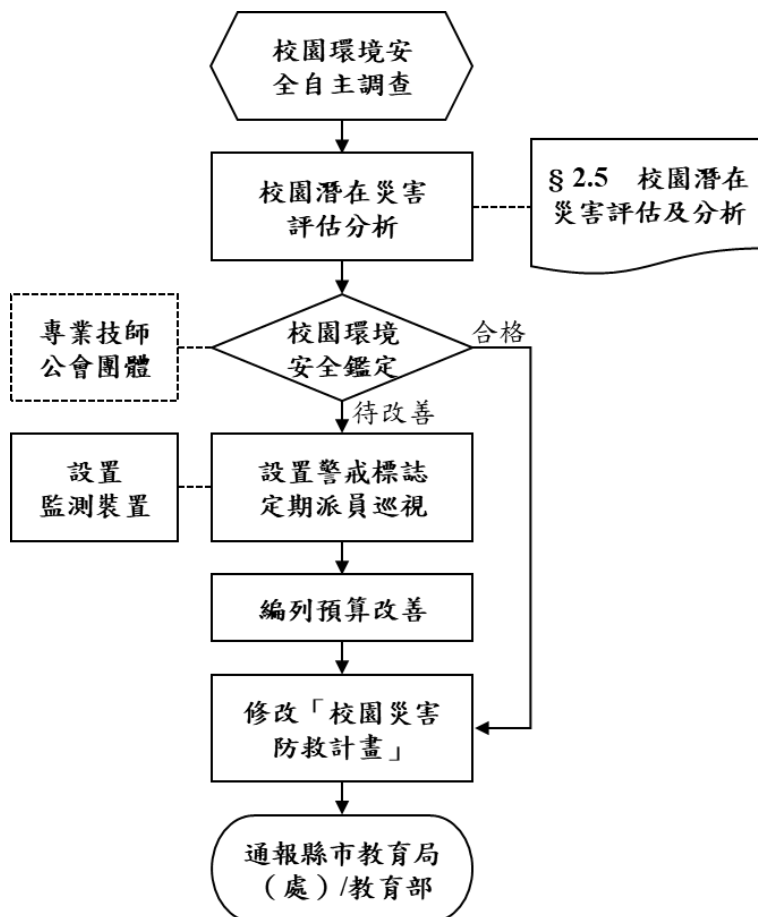 校園環境安
全自主調查
校園潛在災害
評估分析
§ 2.5 校園潛在
災害評估及分析
專業技師
公會團體
校園環境
安全鑑定
合格
待改善
設置
監測裝置
設置警戒標誌
定期派員巡視
編列預算改善
修改「校園災害
防救計畫」
通報縣市教育局
（處）/教育部